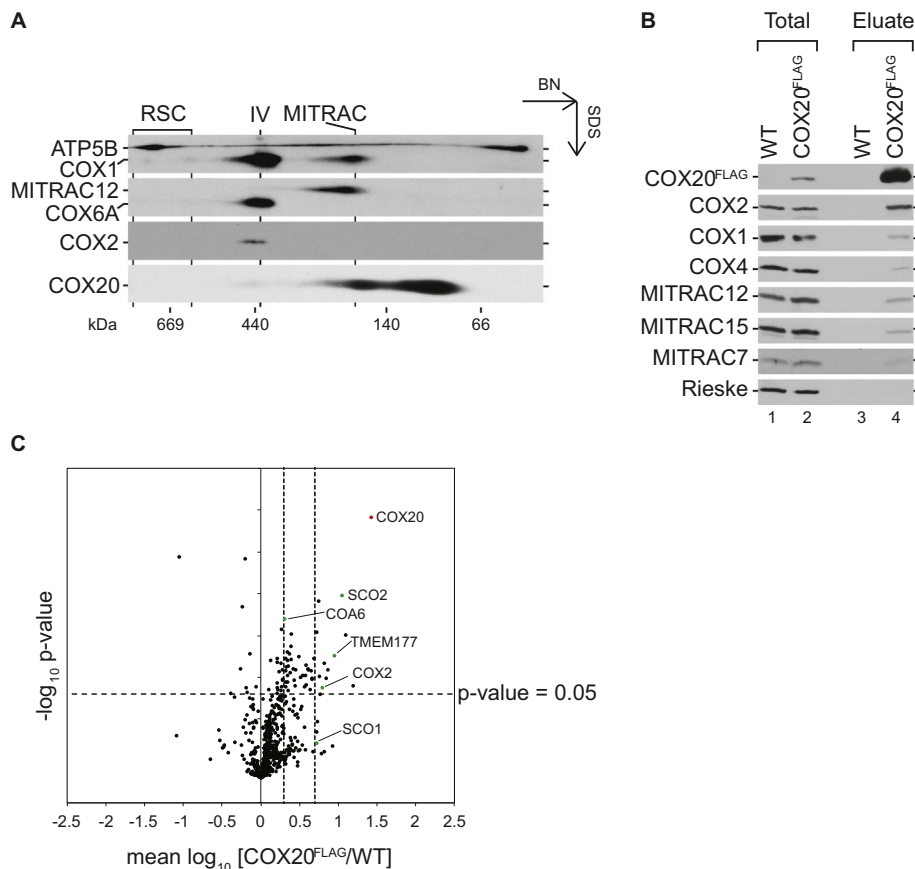 A
BN
SDS
RSC IV MITRAC
ATP5B
COX1
MITRAC12
COX6A
COX2
COX20
kDa 669 440 140 66
B
Total Eluate
WT COX20FLAG WT COX20FLAG
COX20FLAG
COX2
COX1
COX4
MITRAC12
MITRAC15
MITRAC7
Rieske
1 2 3 4
C
-log10 p-value
COX20
SCO2
COA6
TMEM177
COX2
p-value = 0.05
SCO1
-2.5 -2 -1.5 -1 -0.5 0 0.5 1 1.5 2 2.5
mean log10 [COX20FLAG/WT]